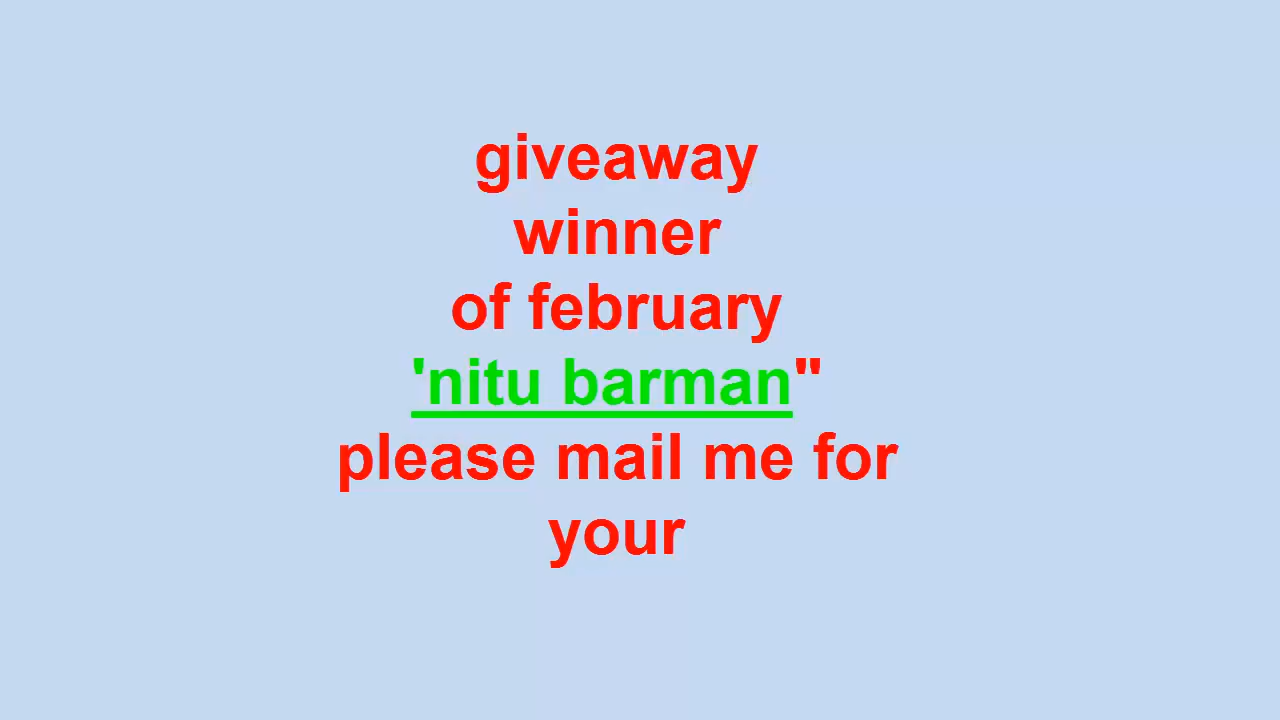 giveaway
winner
of february
'nitu barman"
please mail me for
your